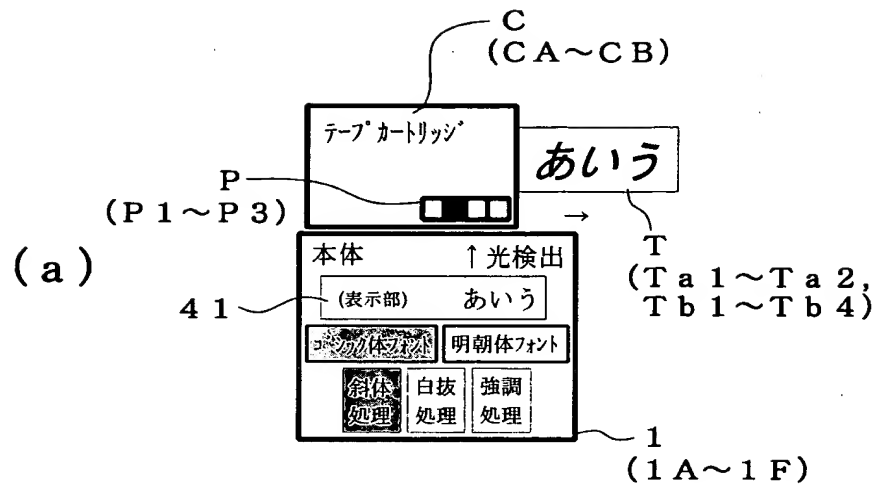 C
(CA〜CB)
テープカートリッジ
あいう
P
(P1〜P3)
→
T
(Ta1〜Ta2,
Tb1〜Tb4)
(a)
本体 ↑光検出
41
(表示部) あいう
ゴシック体フォント 明朝体フォント
斜体処理 白抜処理 強調処理
1
(1A〜1F)